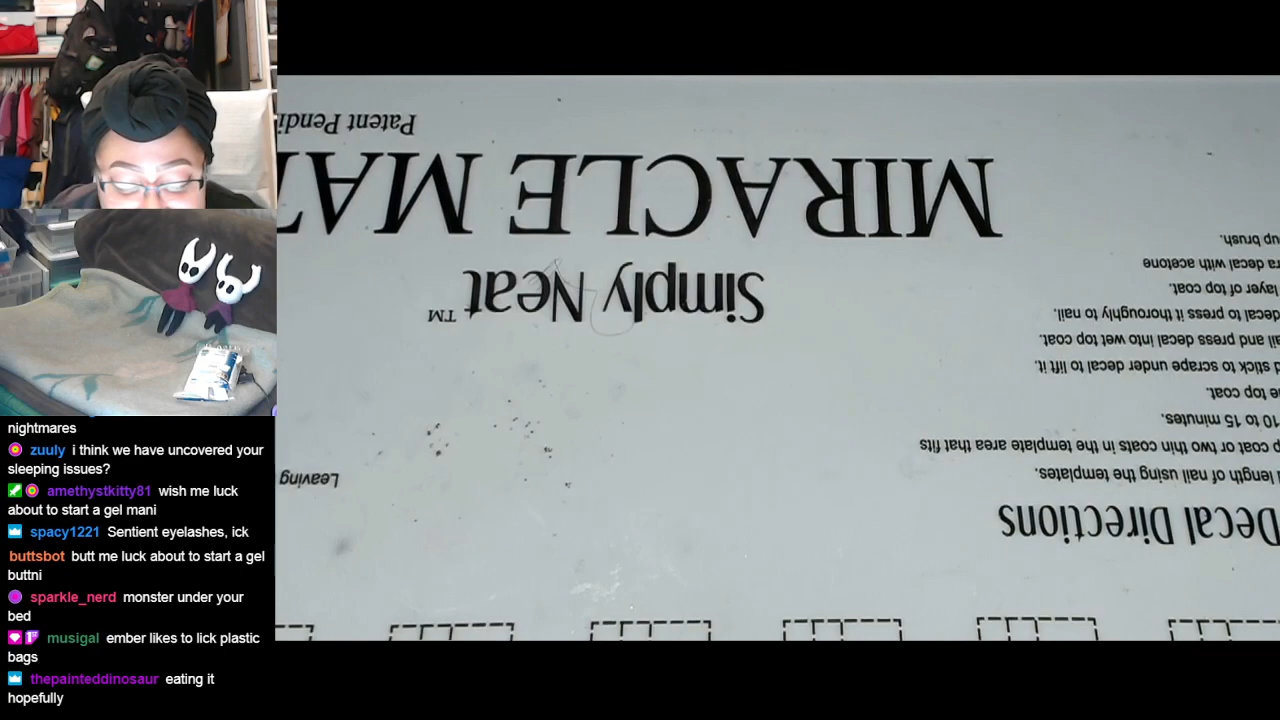 nightmares
zuuly i think we have uncovered your
sleeping issues?
amethystkitty81 wish me luck
about to start a gel mani
spacy1221 Sentient eyelashes, ick
buttsbot butt me luck about to start a gel
buttni
sparkle_nerd monster under your
bed
musigal ember likes to lick plastic
bags
thepainteddinosaur eating it
hopefully
Decal Directions
length of nail using the templates.
coat or two thin coats in the template area that fits
10 to 15 minutes.
top coat.
stick to scrape under decal to lift it.
and press decal into wet top coat.
decal to press it thoroughly to nail.
layer of top coat.
decal with acetone
up brush.
Leaving
Simply Neat™
MIRACLE MAT
Patent Pendi